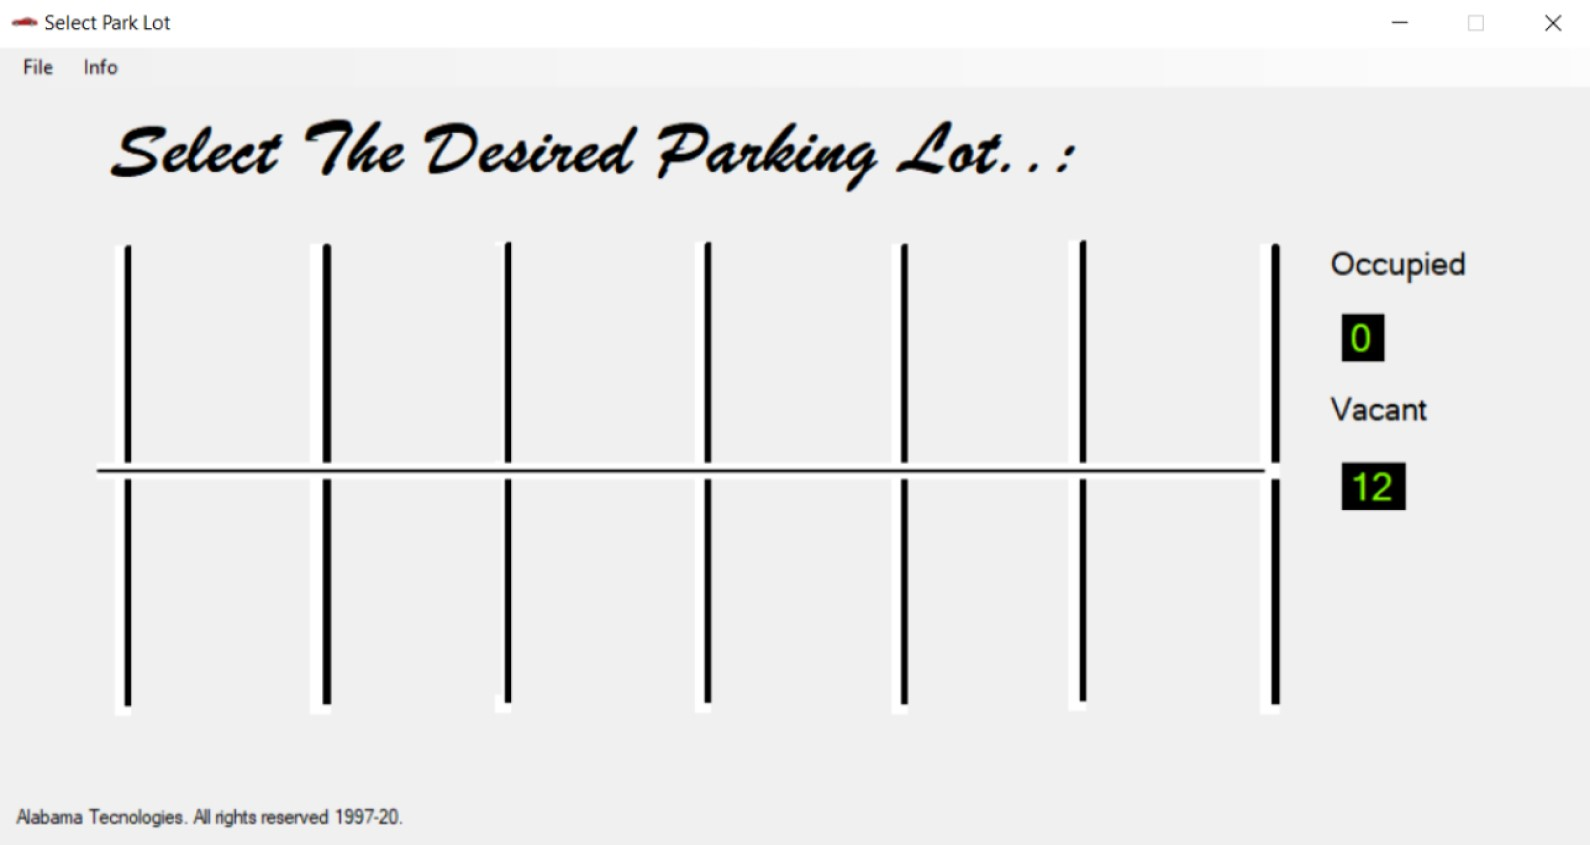 Select Park Lot
File Info
Select The Desired Parking Lot..:
Occupied
0
Vacant
12
Alabama Tecnologies. All rights reserved 1997-20.